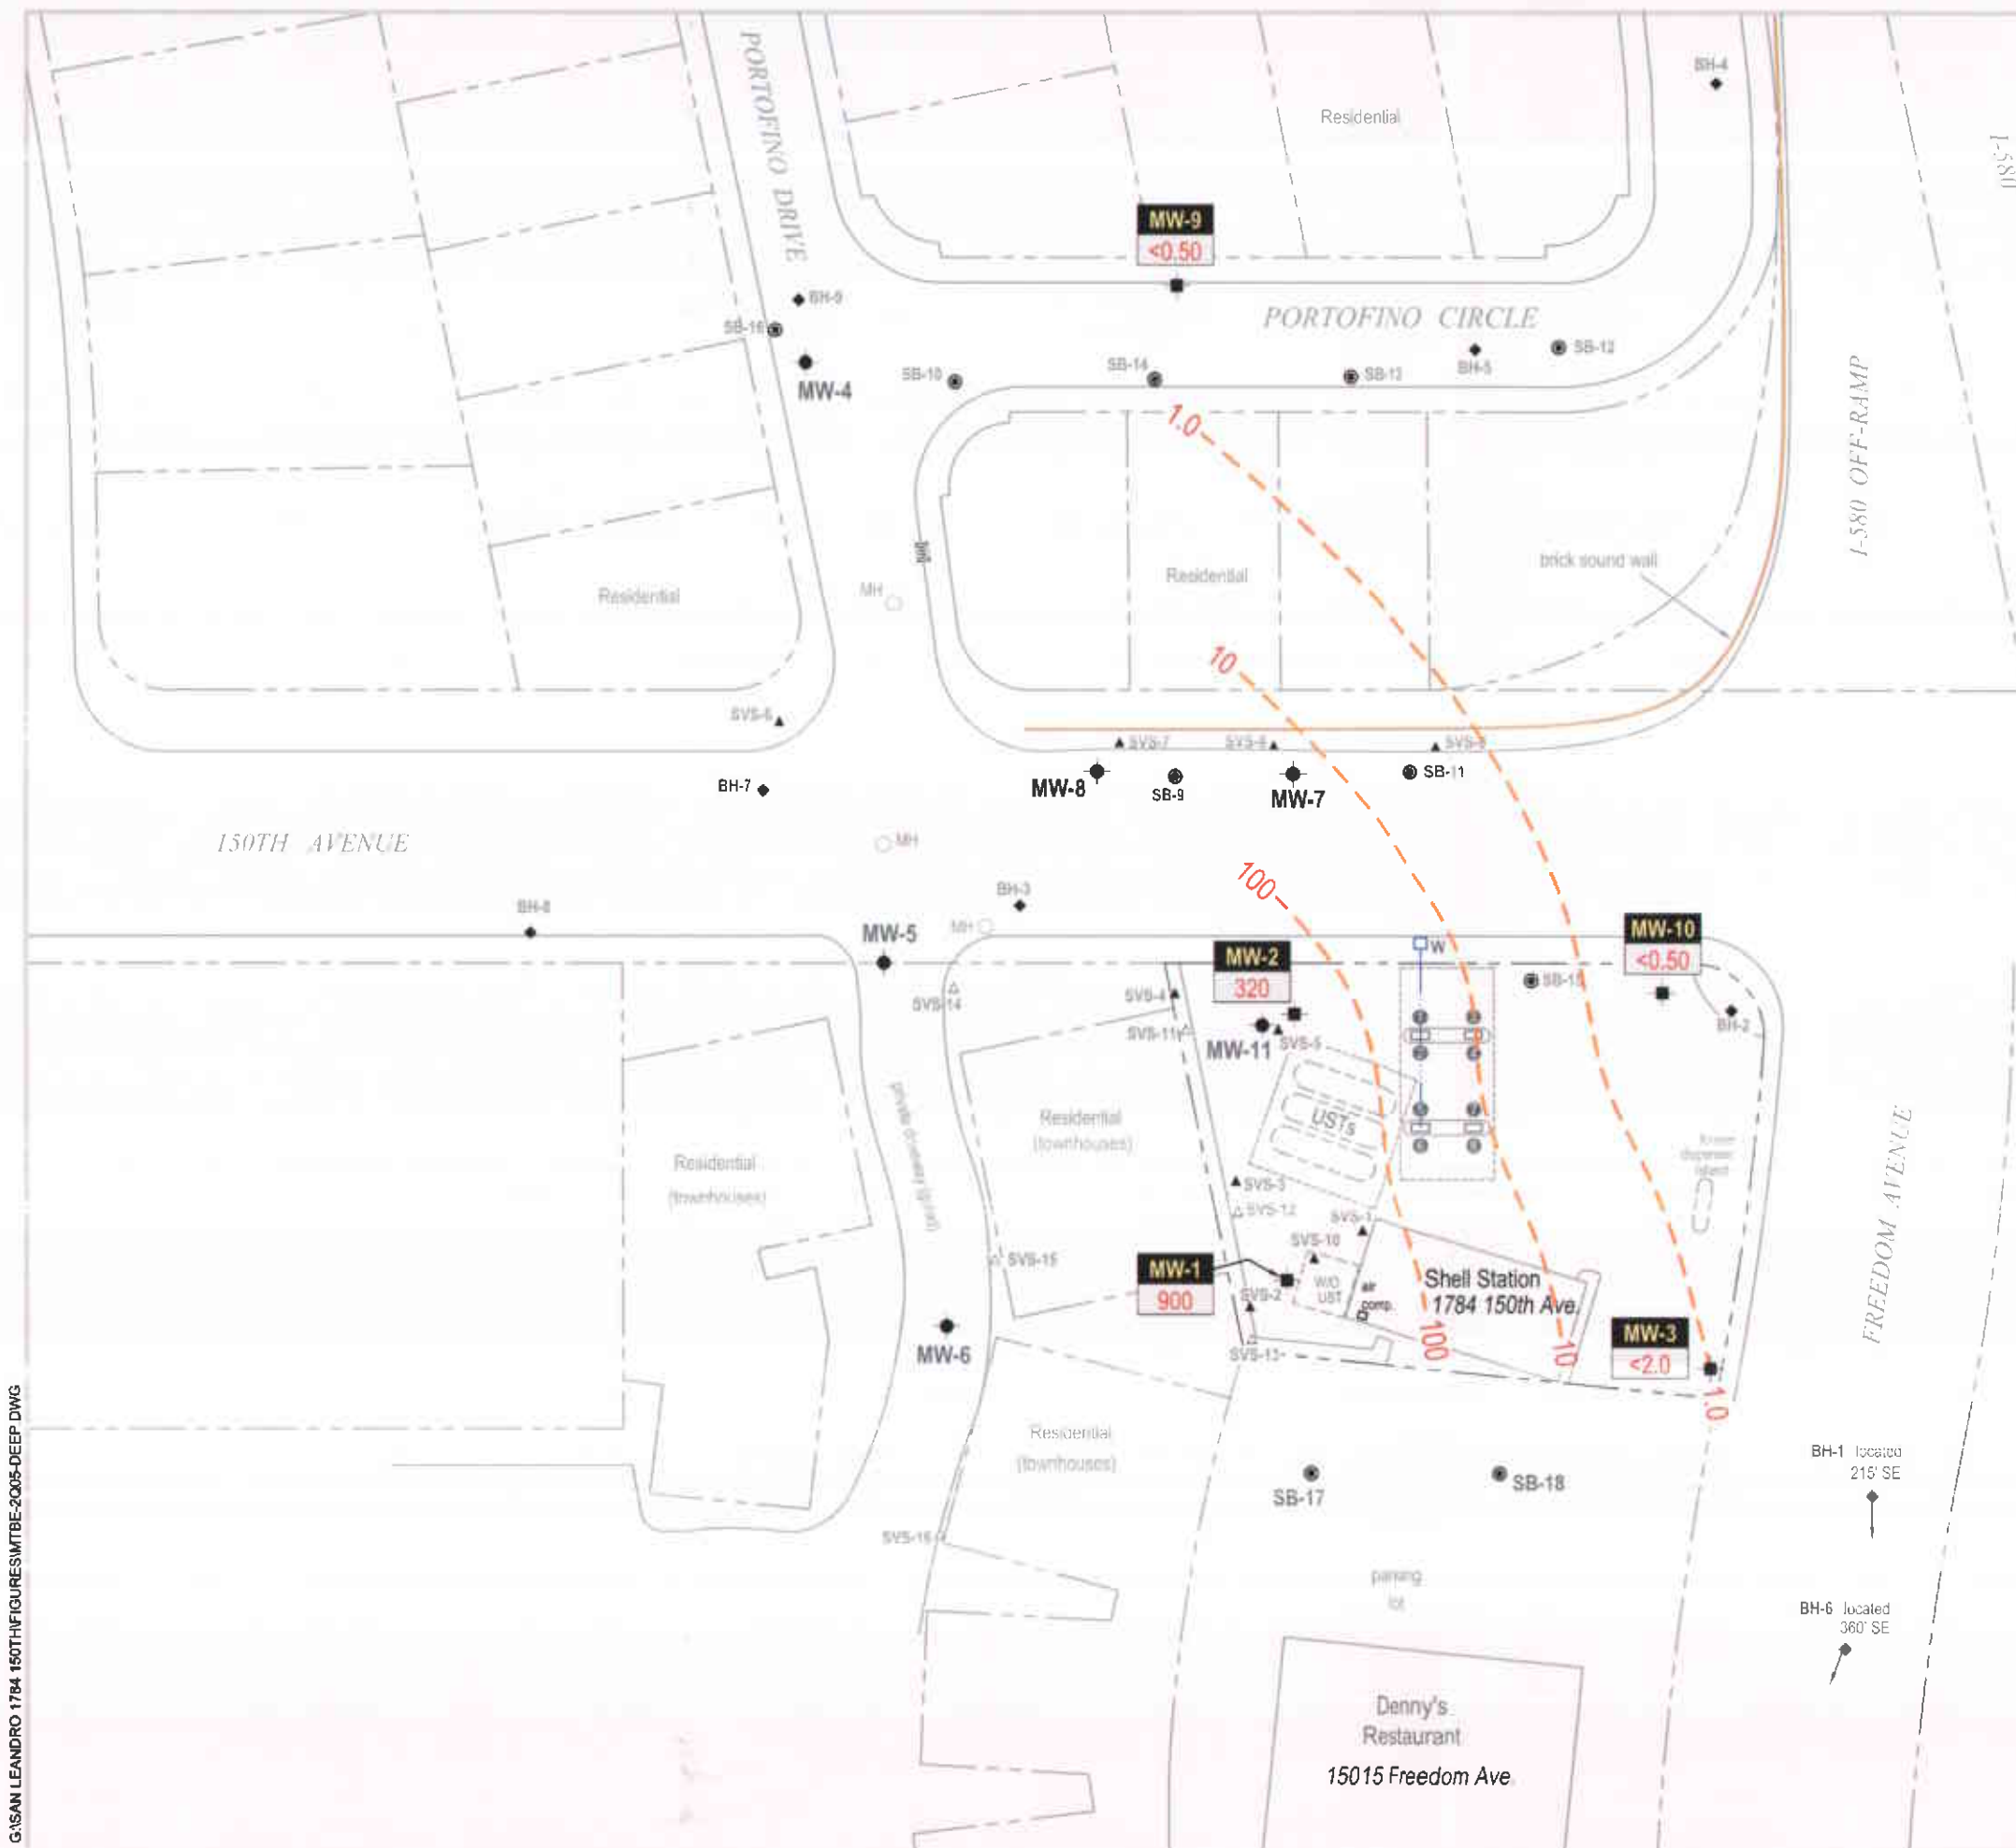 BH-4
I-580
PORTOFINO DRIVE
Residential
MW-9
<0.50
BH-9
SB-16
MW-4
PORTOFINO CIRCLE
SB-10
SB-14
SB-13
BH-5
SB-12
1.0
I-580 OFF-RAMP
brick sound wall
Residential
Residential
MH
10
SVS-6
SVS-7
SVS-8
BH-7
MW-8
SB-9
MW-7
SB-11
150TH AVENUE
MH
100
BH-3
BH-8
MH
MW-5
W
MW-10
<0.50
MW-2
320
SVS-14
SVS-4
SB-15
BH-2
SVS-11
MW-11
SVS-5
private driveway
USTs
Residential
(townhouses)
Residential
(townhouses)
dispenser
island
FREEDOM AVENUE
SVS-3
SVS-12
SVS-1
SVS-10
SVS-15
MW-1
900
W/O
UST
air
comp.
Shell Station
1784 150th Ave.
SVS-2
MW-6
SVS-13
100
10
MW-3
<2.0
1.0
Residential
(townhouses)
BH-1 located
215' SE
SB-17
SB-18
SVS-16
parking
lot
BH-6 located
360' SE
Denny's
Restaurant
15015 Freedom Ave.
G:\SAN LEANDRO 1784 150TH\FIGURES\MTBE-2Q05-DEEP DWG